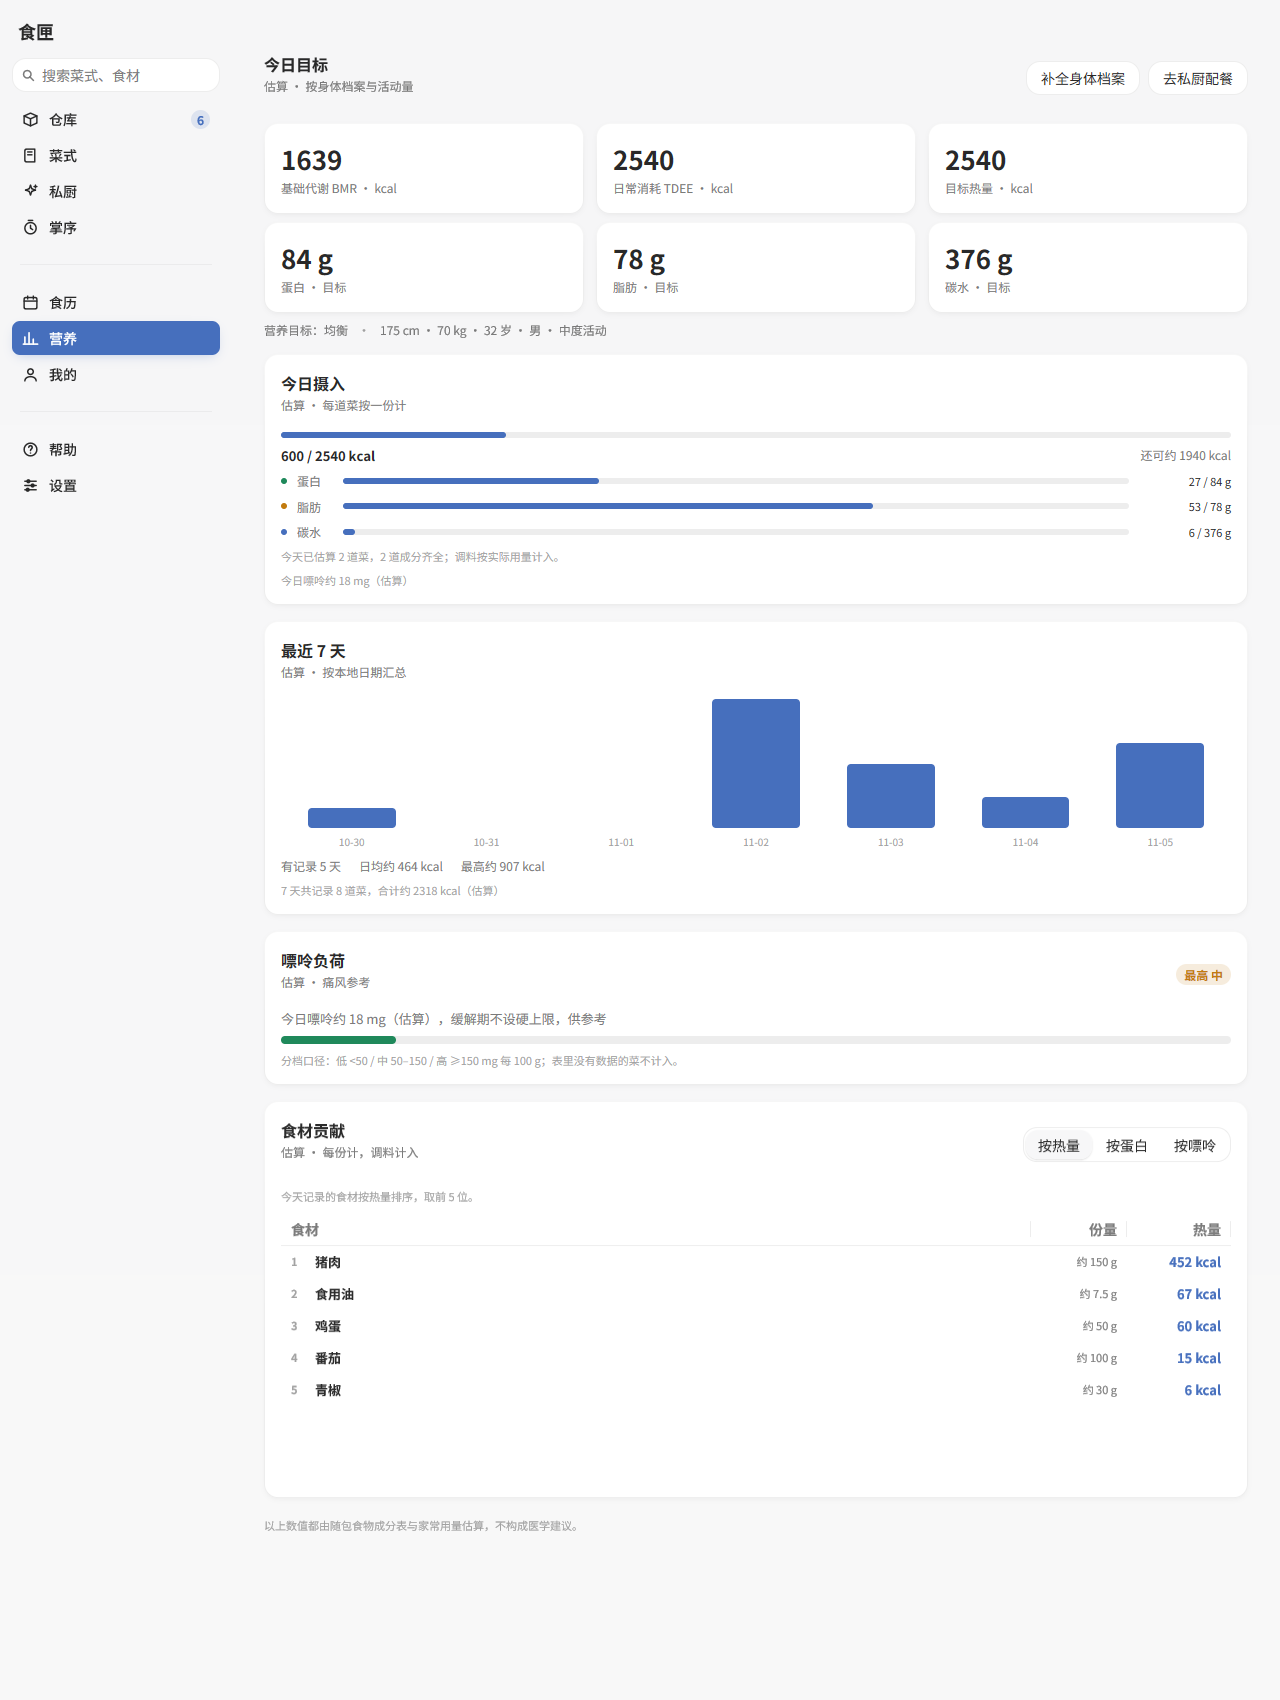 食匣
搜索菜式、食材
仓库 6
菜式
私厨
掌序
食历
营养
我的
帮助
设置
今日目标
估算 · 按身体档案与活动量
补全身体档案
去私厨配餐
1639
基础代谢 BMR · kcal
2540
日常消耗 TDEE · kcal
2540
目标热量 · kcal
84 g
蛋白 · 目标
78 g
脂肪 · 目标
376 g
碳水 · 目标
营养目标：均衡 · 175 cm · 70 kg · 32 岁 · 男 · 中度活动
今日摄入
估算 · 每道菜按一份计
600 / 2540 kcal 还可约 1940 kcal
蛋白 27 / 84 g
脂肪 53 / 78 g
碳水 6 / 376 g
今天已估算 2 道菜，2 道成分齐全；调料按实际用量计入。
今日嘌呤约 18 mg（估算）
最近 7 天
估算 · 按本地日期汇总
10-30 10-31 11-01 11-02 11-03 11-04 11-05
有记录 5 天 日均约 464 kcal 最高约 907 kcal
7 天共记录 8 道菜，合计约 2318 kcal（估算）
嘌呤负荷
估算 · 痛风参考
最高 中
今日嘌呤约 18 mg（估算），缓解期不设硬上限，供参考
分档口径：低 <50 / 中 50–150 / 高 ≥150 mg 每 100 g；表里没有数据的菜不计入。
食材贡献
估算 · 每份计，调料计入
按热量 按蛋白 按嘌呤
今天记录的食材按热量排序，取前 5 位。
食材 份量 热量
1 猪肉 约 150 g 452 kcal
2 食用油 约 7.5 g 67 kcal
3 鸡蛋 约 50 g 60 kcal
4 番茄 约 100 g 15 kcal
5 青椒 约 30 g 6 kcal
以上数值都由随包食物成分表与家常用量估算，不构成医学建议。